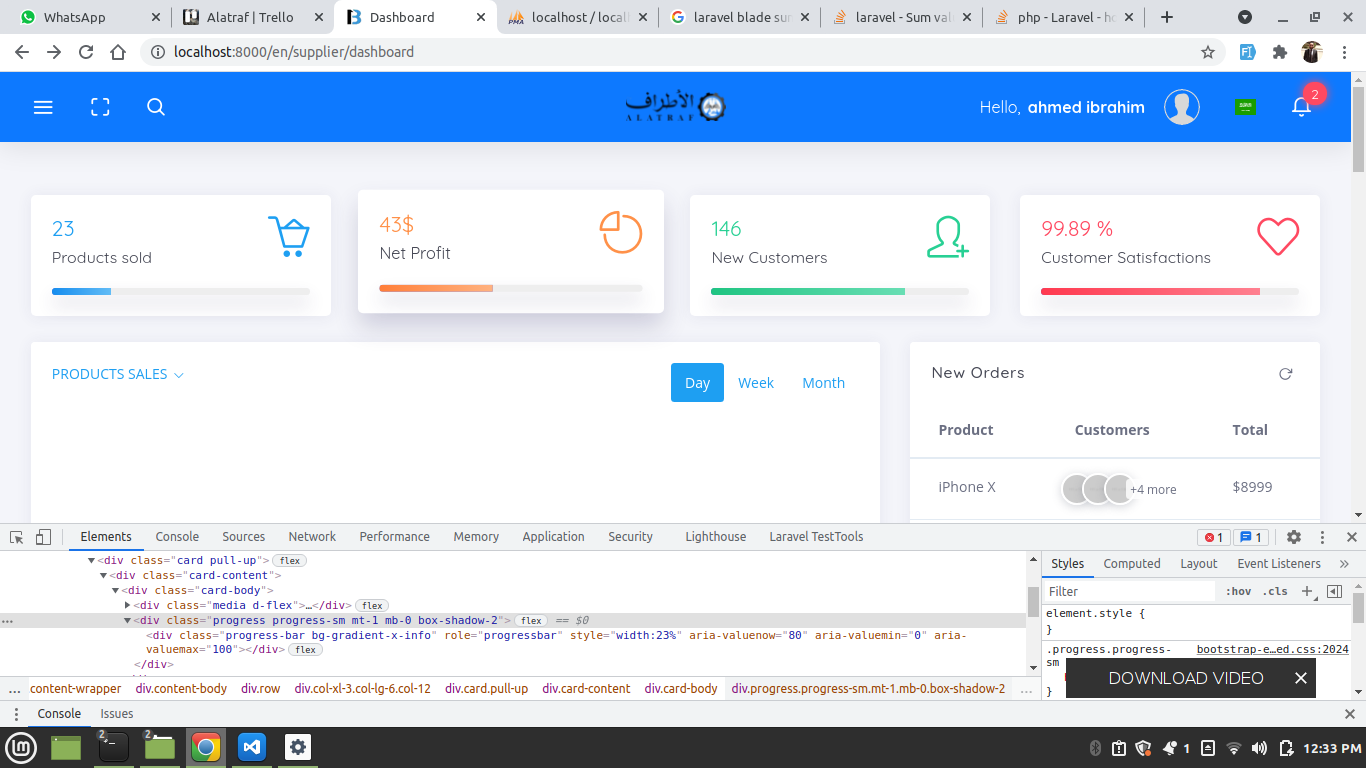 WhatsApp
Alatraf | Trello
Dashboard
localhost / local
laravel blade sum
laravel - Sum val
php - Laravel - ho
localhost:8000/en/supplier/dashboard
الأطراف
ALATRAF
Hello, ahmed ibrahim
2
23
Products sold
43$
Net Profit
146
New Customers
99.89 %
Customer Satisfactions
PRODUCTS SALES
Day
Week
Month
New Orders
Product Customers Total
iPhone X +4 more $8999
Elements Console Sources Network Performance Memory Application Security Lighthouse Laravel TestTools
1 1
<div class="card pull-up"> flex
<div class="card-content">
<div class="card-body">
<div class="media d-flex">…</div> flex
<div class="progress progress-sm mt-1 mb-0 box-shadow-2"> flex == $0
<div class="progress-bar bg-gradient-x-info" role="progressbar" style="width:23%" aria-valuenow="80" aria-valuemin="0" aria-
valuemax="100"></div> flex
</div>
Styles Computed Layout Event Listeners »
Filter :hov .cls +
element.style {
}
.progress.progress-sm bootstrap-e…ed.css:2024
}
DOWNLOAD VIDEO
… content-wrapper div.content-body div.row div.col-xl-3.col-lg-6.col-12 div.card.pull-up div.card-content div.card-body div.progress.progress-sm.mt-1.mb-0.box-shadow-2 …
Console Issues
2 2 1 12:33 PM